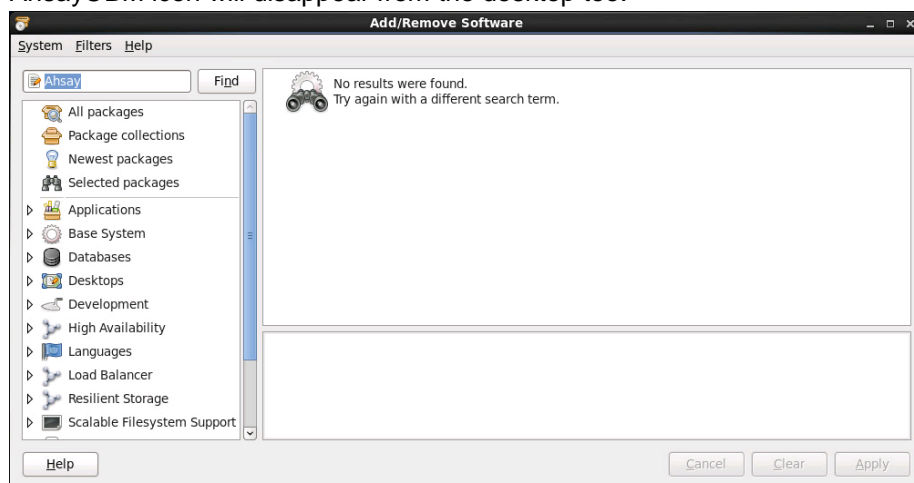 AhsayOBM icon will disappear from the desktop too.
Add/Remove Software
System Filters Help
Ahsay Find
No results were found.
Try again with a different search term.
All packages
Package collections
Newest packages
Selected packages
Applications
Base System
Databases
Desktops
Development
High Availability
Languages
Load Balancer
Resilient Storage
Scalable Filesystem Support
Help Cancel Clear Apply